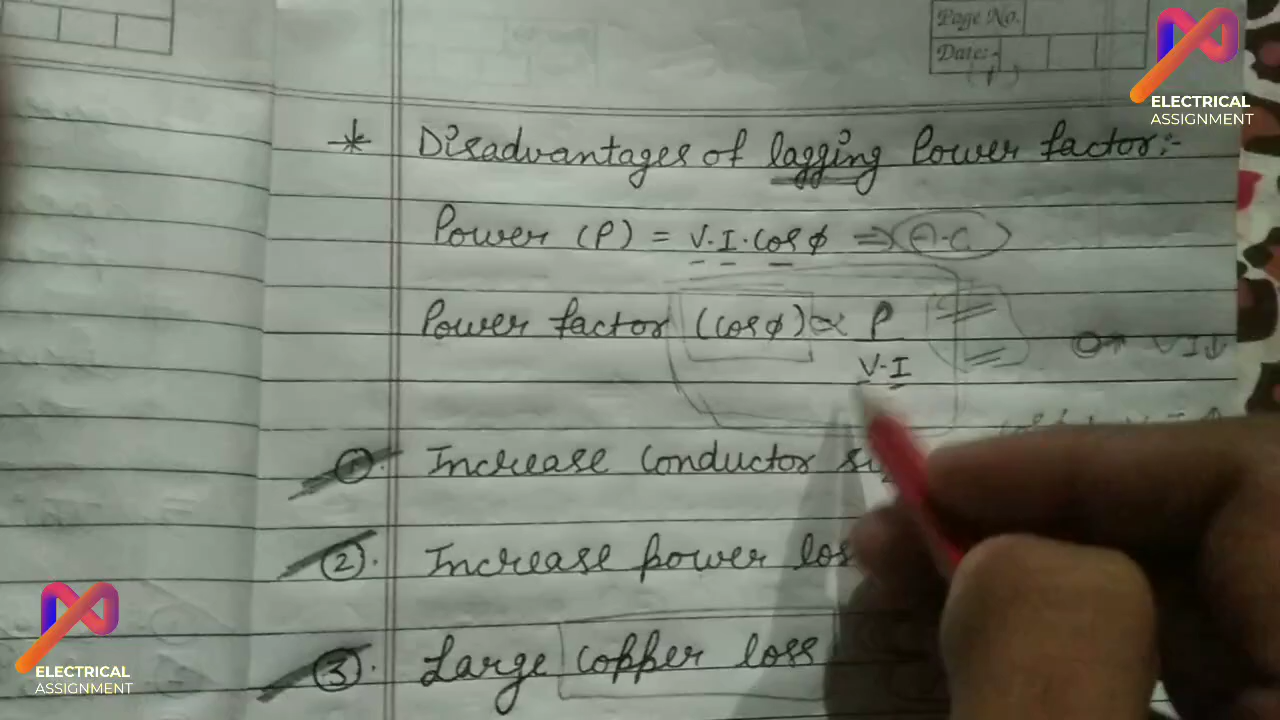 Page No.
Date:-
ELECTRICAL
ASSIGNMENT
* Disadvantages of lagging Power factor:-
Power (P) = V.I.cosϕ ⇒ A.C
Power factor (cosϕ) ∝ P
V.I
VI↓
①. Increase conductor
②. Increase power
③. Large copper loss
ELECTRICAL
ASSIGNMENT